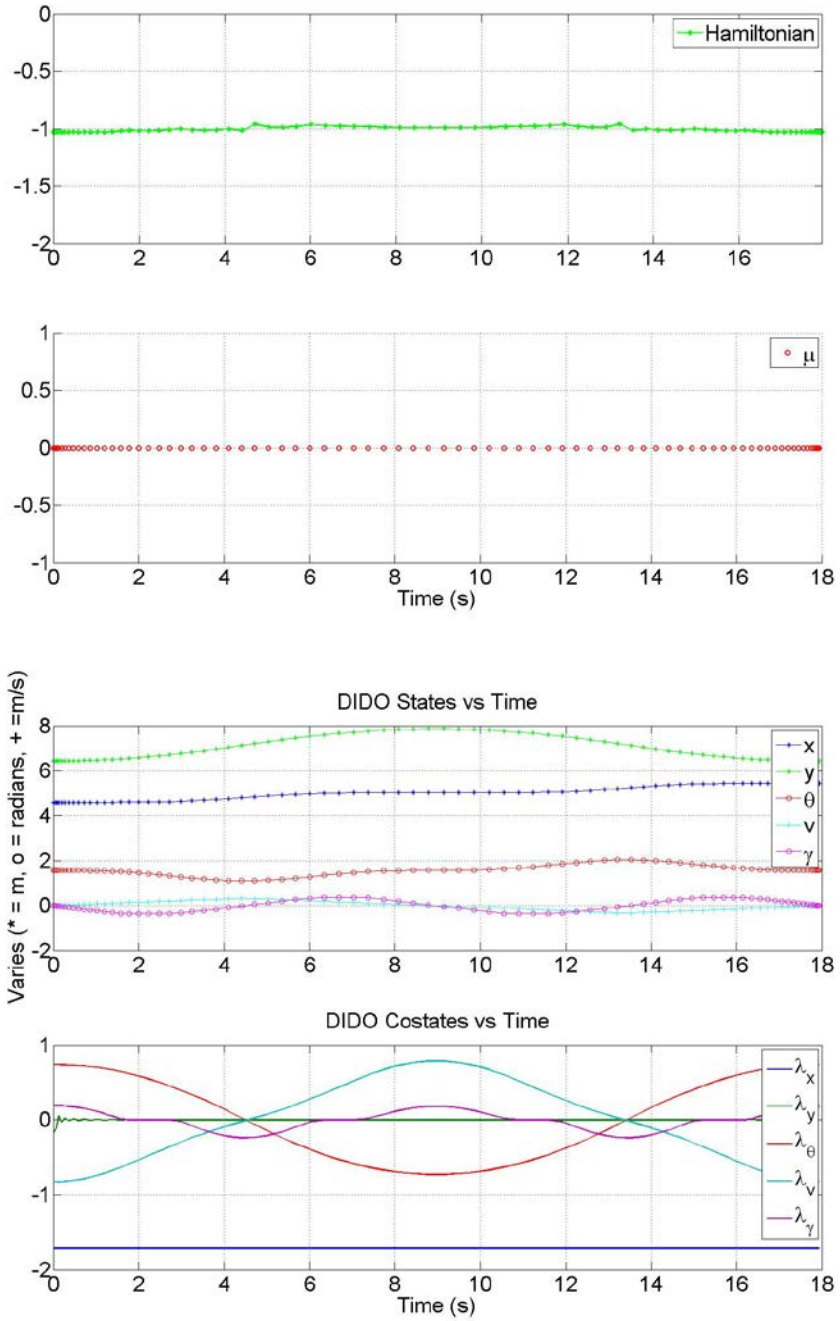 0
-0.5
-1
-1.5
-2
0 2 4 6 8 10 12 14 16
Hamiltonian
1
0.5
0
-0.5
-1
0 2 4 6 8 10 12 14 16 18
μ
Time (s)
DIDO States vs Time
Varies (* = m, o = radians, + =m/s)
8
6
4
2
0
-2
0 2 4 6 8 10 12 14 16 18
x
y
θ
v
γ
DIDO Costates vs Time
1
0
-1
-2
0 2 4 6 8 10 12 14 16 18
λx
λy
λθ
λv
λγ
Time (s)